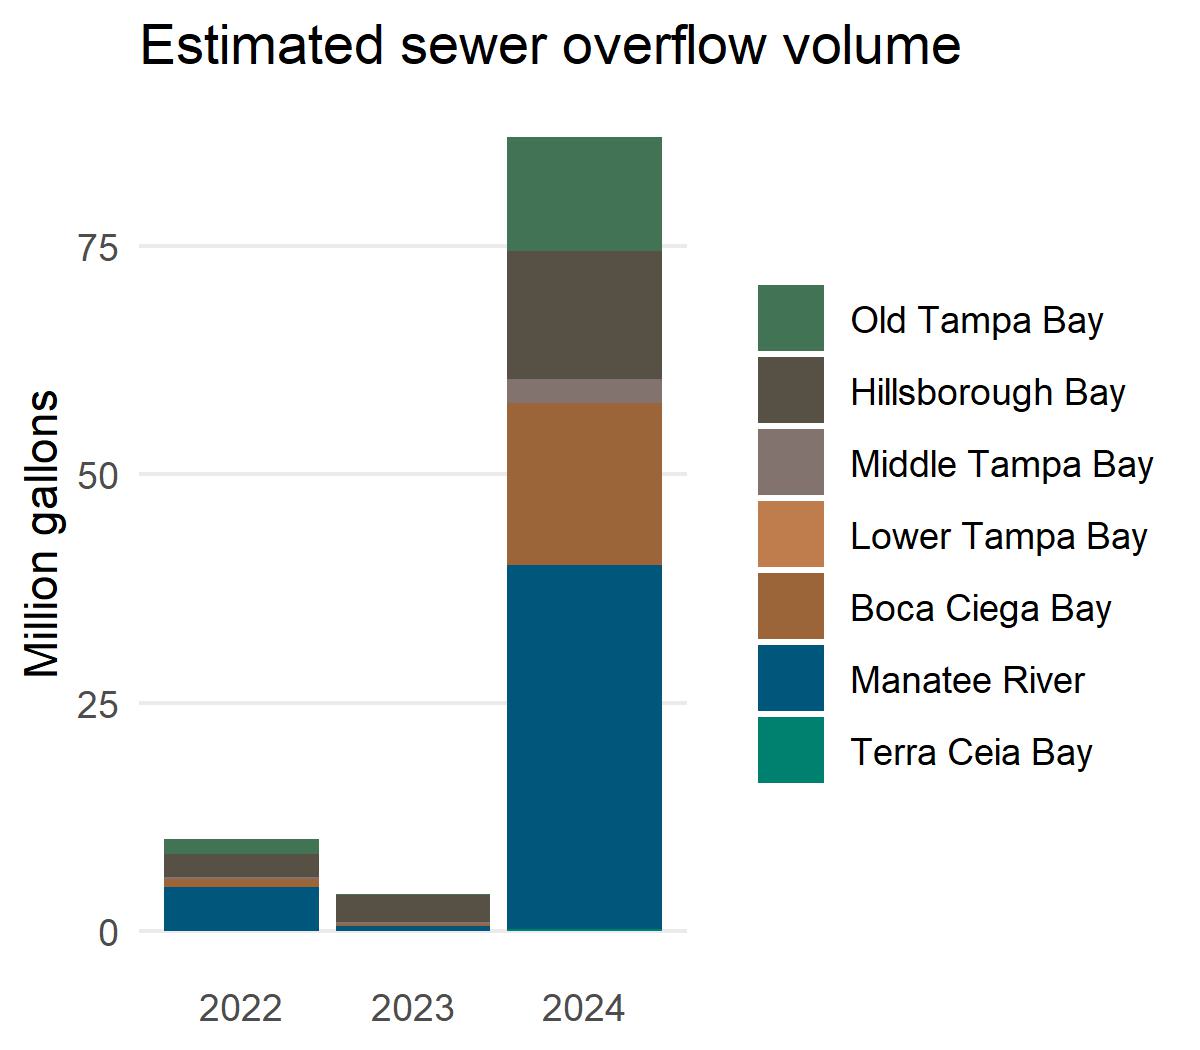 Estimated sewer overflow volume
Million gallons
75
50
25
0
2022
2023
2024
Old Tampa Bay
Hillsborough Bay
Middle Tampa Bay
Lower Tampa Bay
Boca Ciega Bay
Manatee River
Terra Ceia Bay